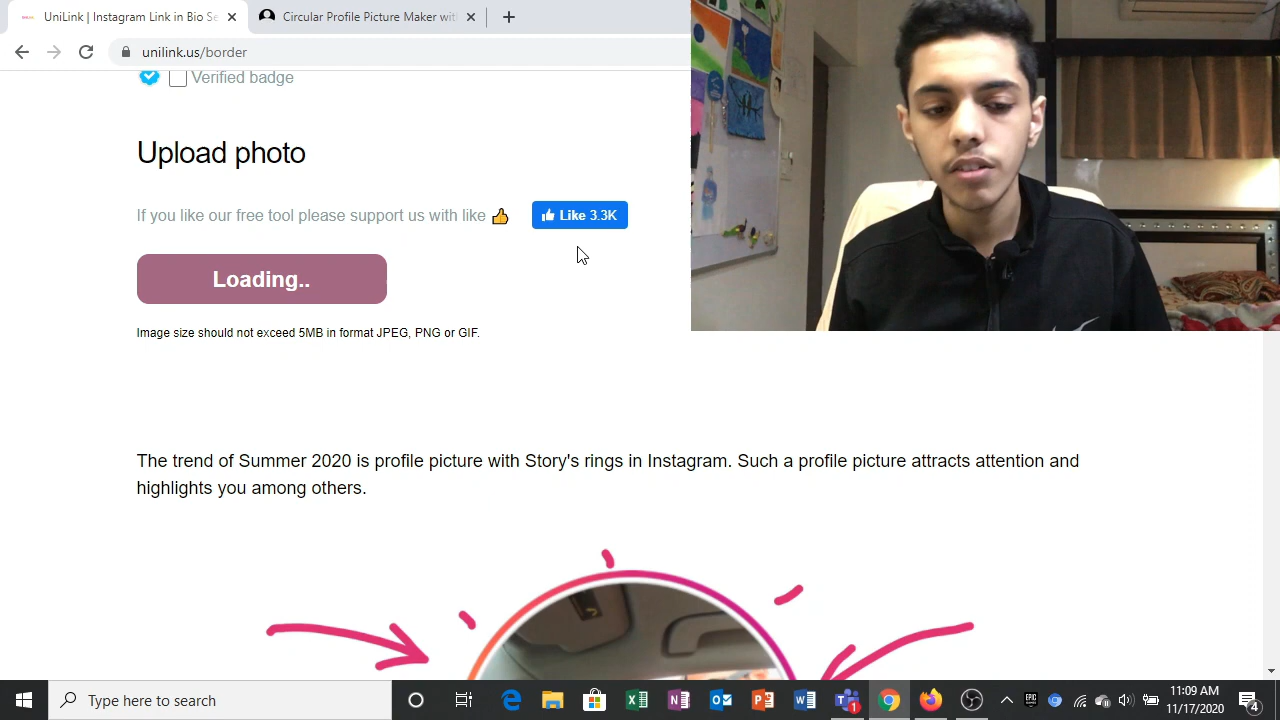 UniLink | Instagram Link in Bio Se
Circular Profile Picture Maker with
unilink.us/border
Verified badge
Upload photo
If you like our free tool please support us with like
Like 3.3K
Loading..
Image size should not exceed 5MB in format JPEG, PNG or GIF.
The trend of Summer 2020 is profile picture with Story's rings in Instagram. Such a profile picture attracts attention and
highlights you among others.
Type here to search
1
11:09 AM
11/17/2020
4